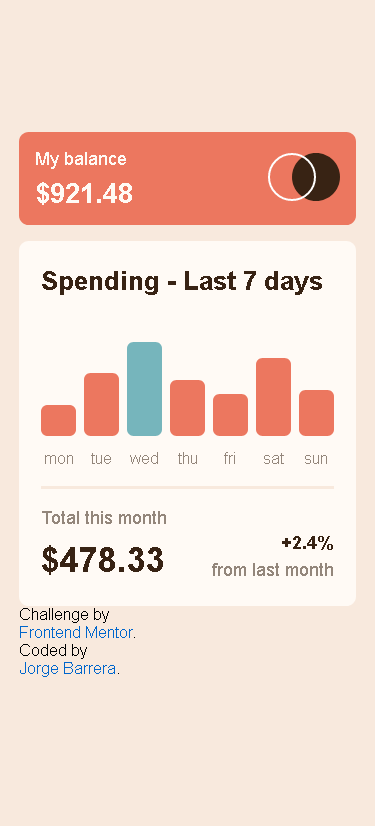 My balance
$921.48
Spending - Last 7 days
mon tue wed thu fri sat sun
Total this month
$478.33
+2.4%
from last month
Challenge by
Frontend Mentor.
Coded by
Jorge Barrera.